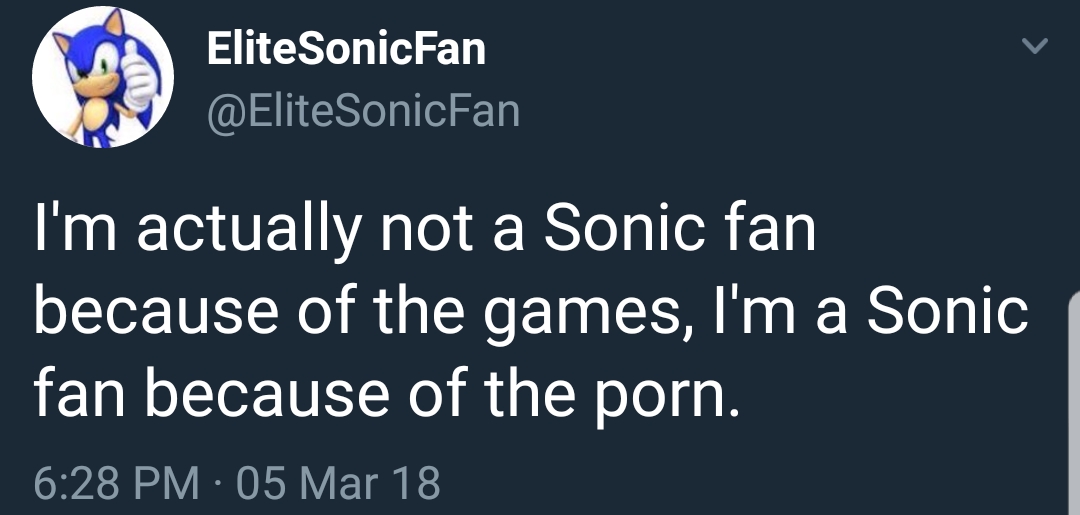 EliteSonicFan
@EliteSonicFan
I'm actually not a Sonic fan
because of the games, I'm a Sonic
fan because of the porn.
6:28 PM · 05 Mar 18